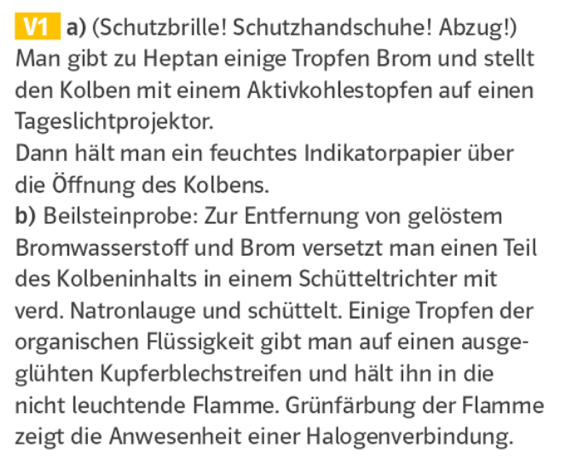 V1 a) (Schutzbrille! Schutzhandschuhe! Abzug!)
Man gibt zu Heptan einige Tropfen Brom und stellt
den Kolben mit einem Aktivkohlestopfen auf einen
Tageslichtprojektor.
Dann hält man ein feuchtes Indikatorpapier über
die Öffnung des Kolbens.
b) Beilsteinprobe: Zur Entfernung von gelöstem
Bromwasserstoff und Brom versetzt man einen Teil
des Kolbeninhalts in einem Schütteltrichter mit
verd. Natronlauge und schüttelt. Einige Tropfen der
organischen Flüssigkeit gibt man auf einen ausge-
glühten Kupferblechstreifen und hält ihn in die
nicht leuchtende Flamme. Grünfärbung der Flamme
zeigt die Anwesenheit einer Halogenverbindung.